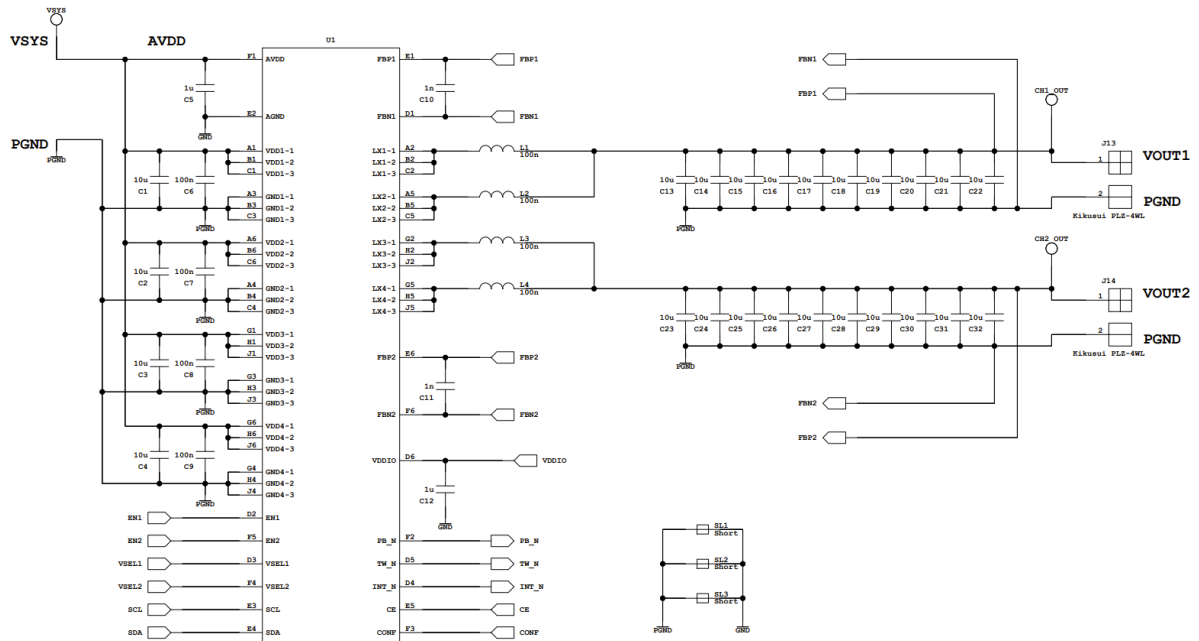 VSYS
VSYS AVDD
U1
F1 AVDD FBP1 E1 FBP1 FBN1
1u C5 1n C10 FBP1 CH1_OUT
E2 AGND FBN1 D1 FBN1
GND
PGND PGND
A1 VDD1-1 LX1-1 A2 L1 100n J13
B1 VDD1-2 LX1-2 B2 1 VOUT1
C1 VDD1-3 LX1-3 C2
10u C1 100n C6
10u C13 10u C14 10u C15 10u C16 10u C17 10u C18 10u C19 10u C20 10u C21 10u C22
A3 GND1-1 LX2-1 A5 L2 100n 2 PGND
B3 GND1-2 LX2-2 B5
C3 GND1-3 LX2-3 C5 Kikusui PLZ-4WL
PGND PGND
A6 VDD2-1 LX3-1 G2 L3 100n CH2_OUT
B6 VDD2-2 LX3-2 H2
C6 VDD2-3 LX3-3 J2
10u C2 100n C7
A4 GND2-1 LX4-1 G5 L4 100n J14
B4 GND2-2 LX4-2 H5 1 VOUT2
C4 GND2-3 LX4-3 J5
PGND
10u C23 10u C24 10u C25 10u C26 10u C27 10u C28 10u C29 10u C30 10u C31 10u C32
G1 VDD3-1 2 PGND
H1 VDD3-2
J1 VDD3-3 FBP2 E6 FBP2 Kikusui PLZ-4WL
PGND
10u C3 100n C8 1n C11
G3 GND3-1
H3 GND3-2
J3 GND3-3 FBN2
PGND FBN2 F6 FBN2
G6 VDD4-1
H6 VDD4-2 FBP2
J6 VDD4-3
10u C4 100n C9 VDDIO D6 VDDIO
G4 GND4-1
H4 GND4-2 1u C12
J4 GND4-3
PGND
EN1 D2 EN1 GND
SL1 Short
EN2 F5 EN2 PB_N F2 PB_N
VSEL1 D3 VSEL1 TW_N D5 TW_N SL2 Short
VSEL2 F4 VSEL2 INT_N D4 INT_N
SCL E3 SCL CE E5 CE SL3 Short
SDA E4 SDA CONF F3 CONF PGND GND